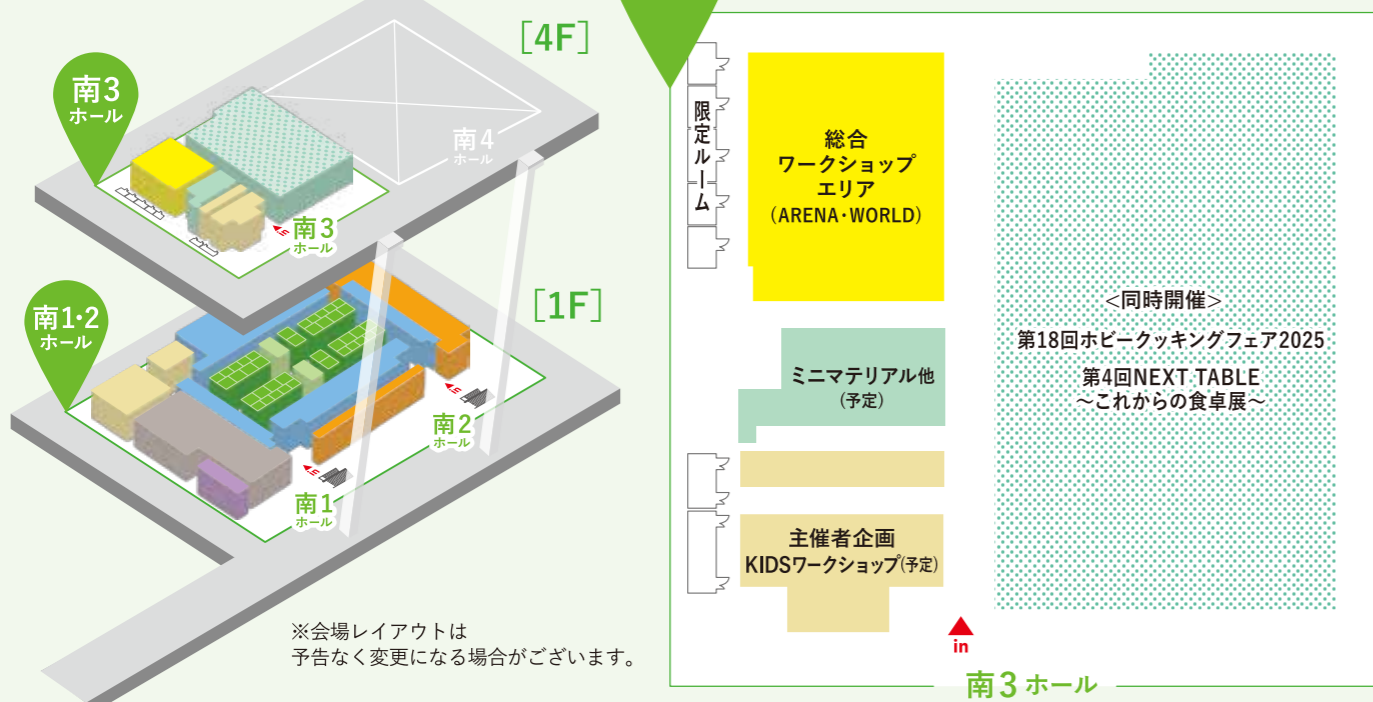 [4F]
南3
ホール
南4
ホール
南3
ホール
in
[1F]
南1・2
ホール
in
南2
ホール
in
南1
ホール
※会場レイアウトは
予告なく変更になる場合がございます。
限定ルーム
総合
ワークショップ
エリア
(ARENA・WORLD)
ミニマテリアル他
(予定)
主催者企画
KIDSワークショップ(予定)
in
<同時開催>
第18回ホビークッキングフェア2025
第4回NEXT TABLE
～これからの食卓展～
南3 ホール